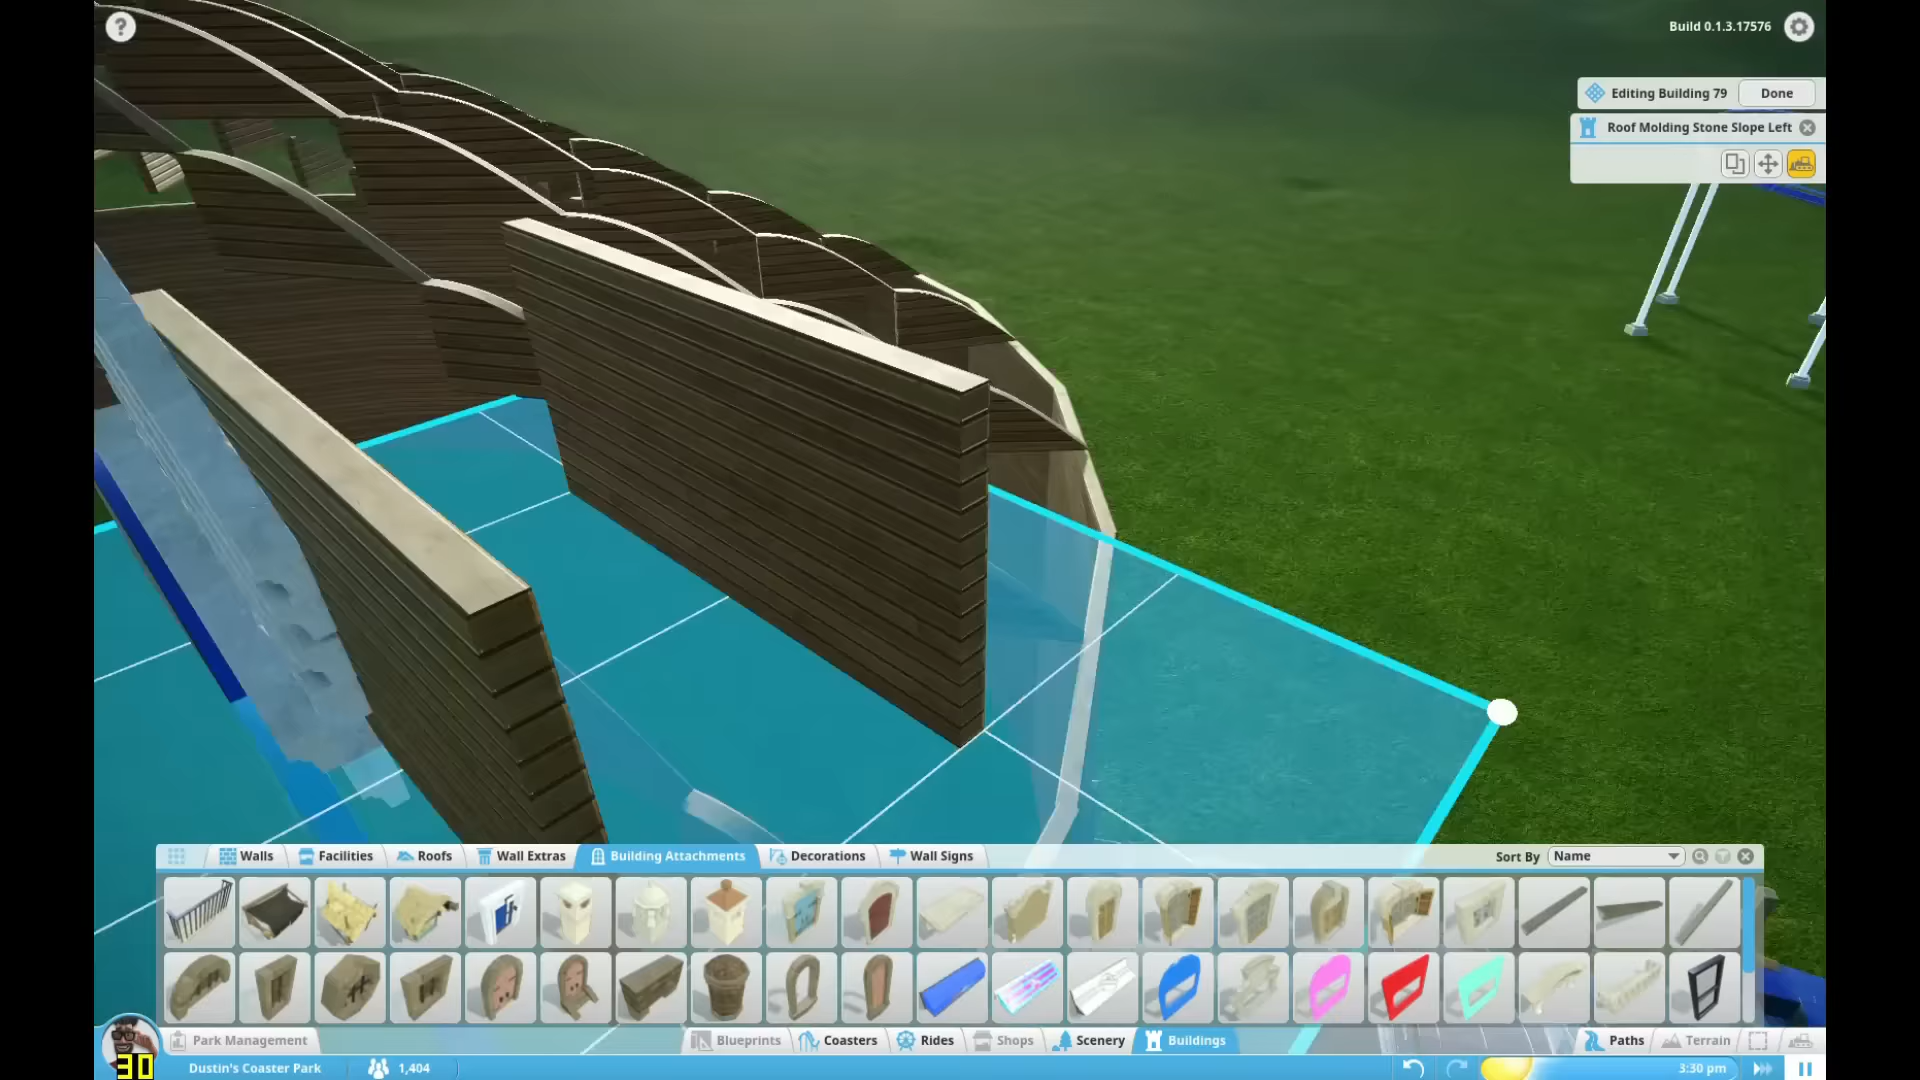 ?
Build 0.1.3.17576
Editing Building 79 Done
Roof Molding Stone Slope Left
Walls Facilities Roofs Wall Extras Building Attachments Decorations Wall Signs Sort By Name
Park Management Blueprints Coasters Rides Shops Scenery Buildings Paths Terrain
30 Dustin's Coaster Park 1,404 3:30 pm